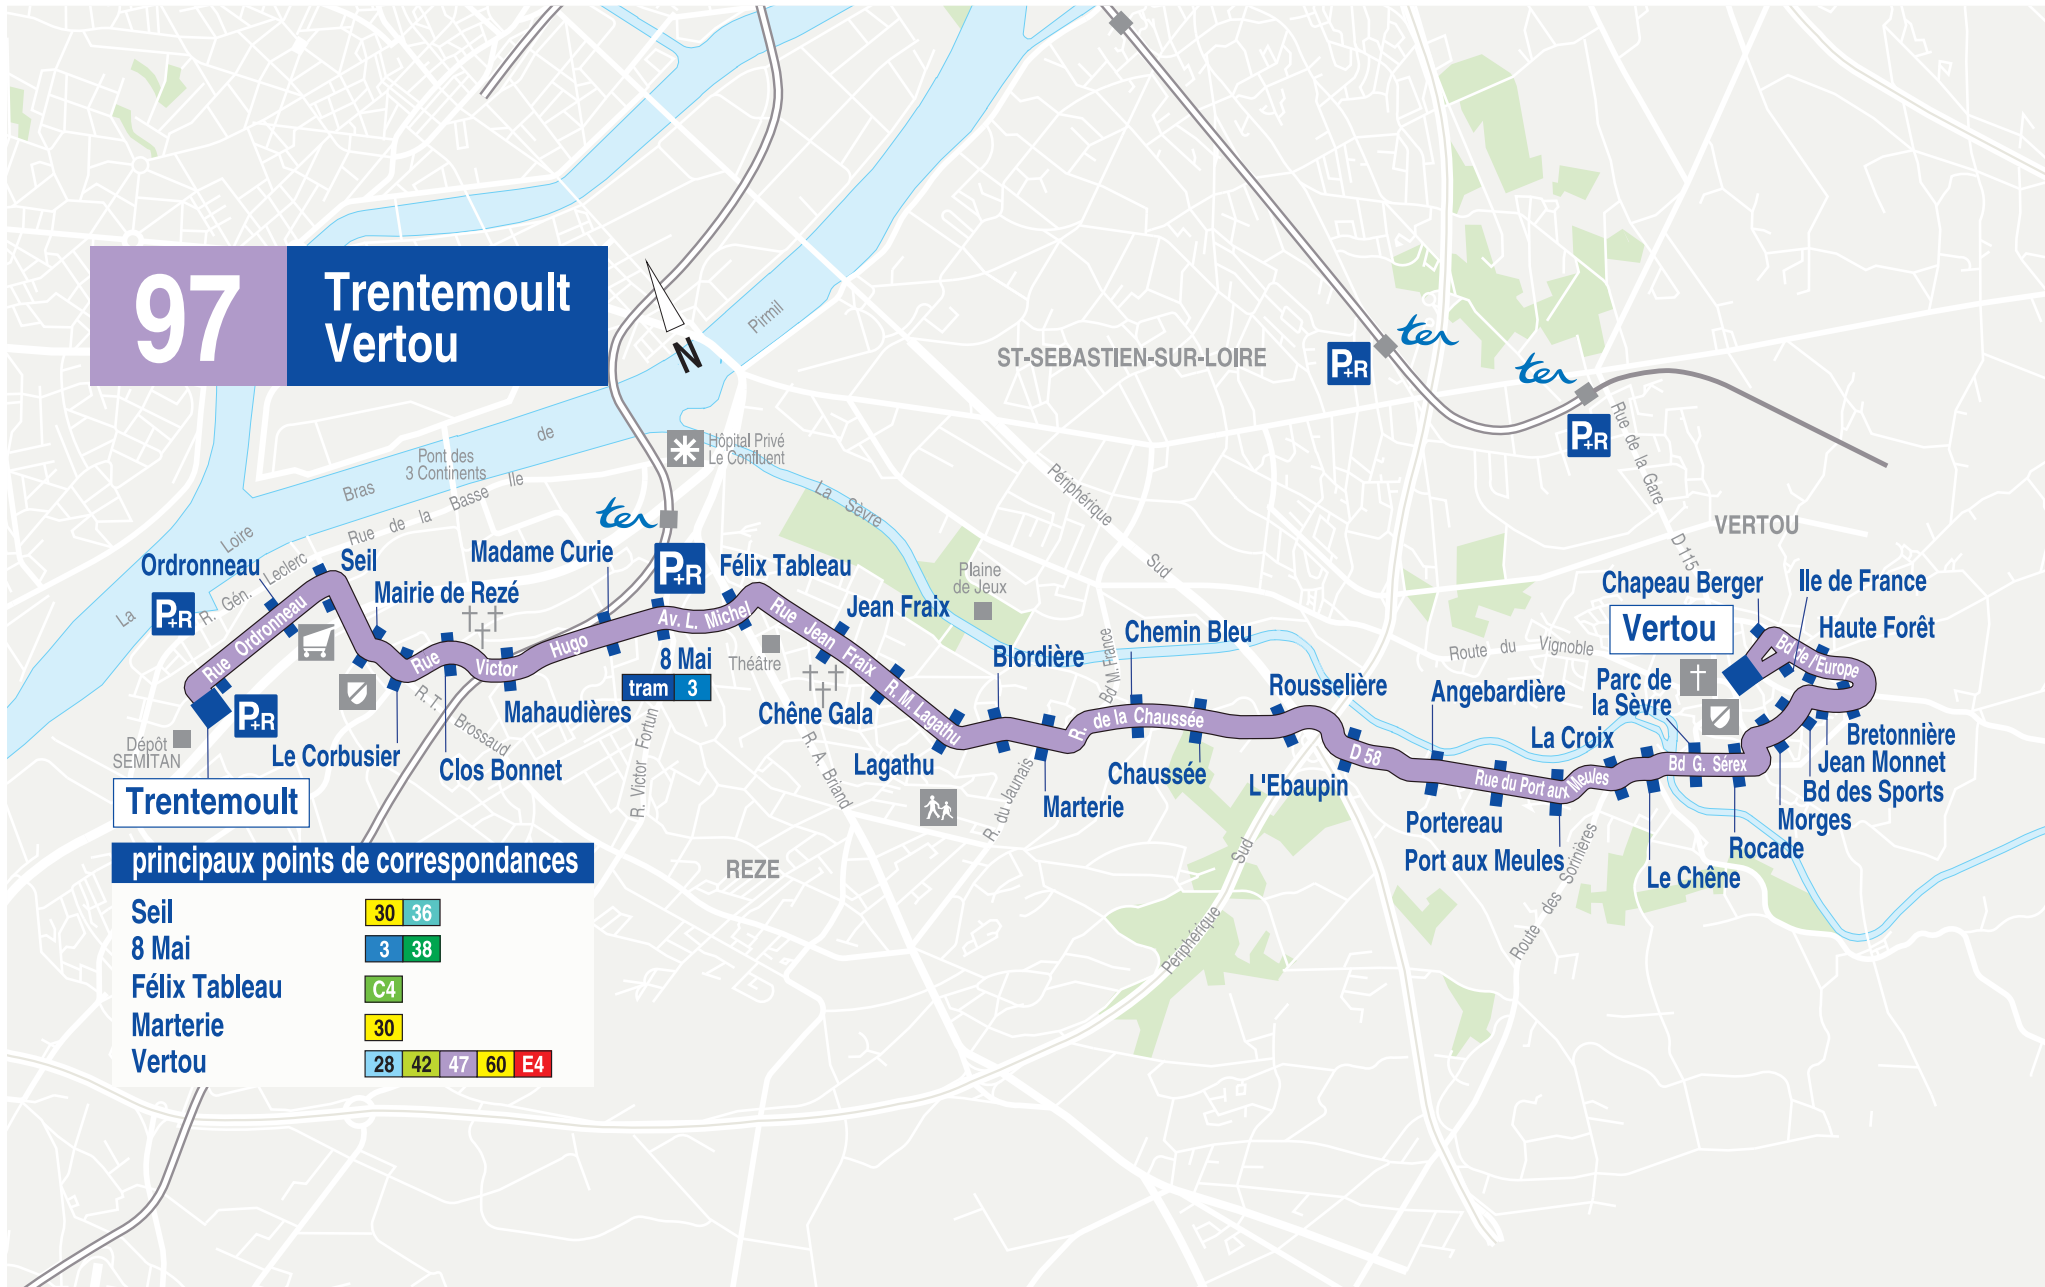 97
Trentemoult
Vertou
N
Pirmil
ST-SEBASTIEN-SUR-LOIRE
ter
P+R
ter
P+R
Rue de la Gare
D 115
VERTOU
Hôpital Privé
Le Confluent
Pont des
3 Continents
Bras
de
La
Loire
Rue de la Basse Ile
R. Gén. Leclerc
La Sèvre
Périphérique
Sud
ter
P+R
Ordronneau
P+R
Seil
Mairie de Rezé
Madame Curie
Félix Tableau
Jean Fraix
Plaine
de Jeux
Bd M. France
Chemin Bleu
Blordière
Rousselière
Angebardière
Route du Vignoble
La Croix
Parc de
la Sèvre
Chapeau Berger
Ile de France
Vertou
Haute Forêt
Rue Ordronneau
Rue
Victor
Hugo
Av. L. Michel
Rue Jean Fraix
R. M. Lagathu
R. de la Chaussée
D 58
Rue du Port aux Meules
Bd G. Sérex
Bd de l'Europe
8 Mai
tram 3
Théâtre
P+R
Dépôt
SEMITAN
Trentemoult
Le Corbusier
R. T. Brossaud
Clos Bonnet
Mahaudières
R. Victor Fortun
Chêne Gala
R. A. Briand
Lagathu
R. du Jaunais
Marterie
Chaussée
L'Ebaupin
Portereau
Port aux Meules
Route des Sorinières
Le Chêne
Rocade
Morges
Bd des Sports
Jean Monnet
Bretonnière
REZE
Périphérique
Sud
principaux points de correspondances
Seil 30 36
8 Mai 3 38
Félix Tableau C4
Marterie 30
Vertou 28 42 47 60 E4